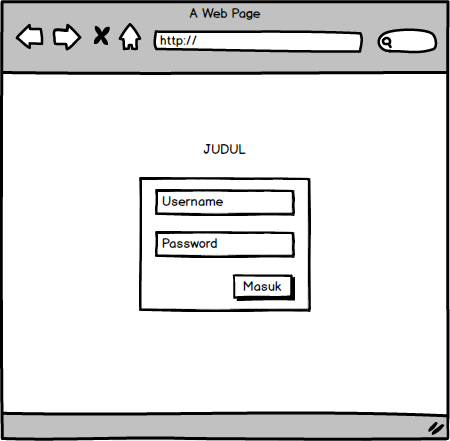 A Web Page
http://
JUDUL
Username
Password
Masuk